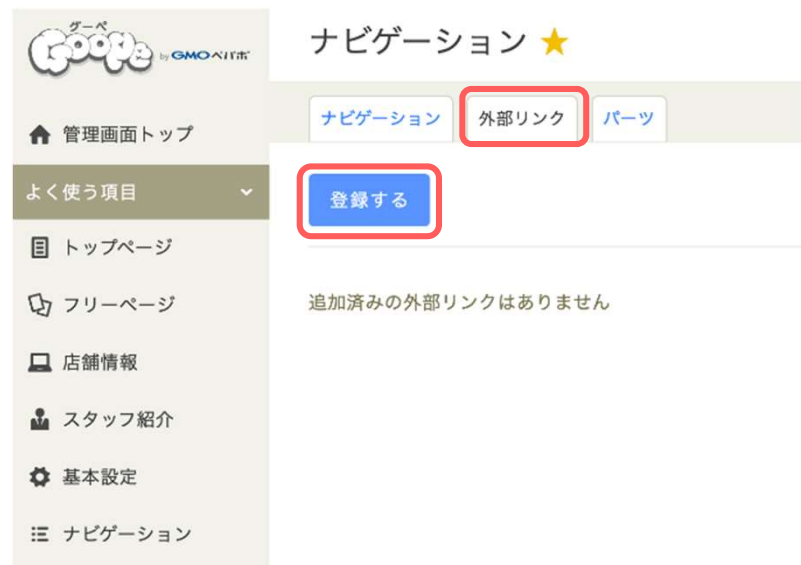 グーペ
Goope by GMOペパボ
管理画面トップ
よく使う項目
トップページ
フリーページ
店舗情報
スタッフ紹介
基本設定
ナビゲーション
ナビゲーション ★
ナビゲーション 外部リンク パーツ
登録する
追加済みの外部リンクはありません